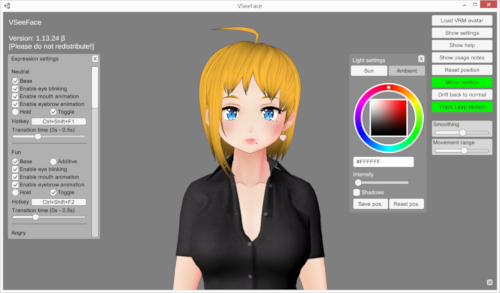 VSeeFace
VSeeFace
Version: 1.13.24 β
[Please do not redistribute!]
Expression settings
X
Neutral
Base
Enable eye blinking
Enable mouth animation
Enable eyebrow animation
Hold
Toggle
Hotkey
Ctrl+Shift+F1
Transition time (0s - 0.5s)
Fun
Base
Additive
Enable eye blinking
Enable mouth animation
Enable eyebrow animation
Hold
Toggle
Hotkey
Ctrl+Shift+F2
Transition time (0s - 0.5s)
Angry
Light settings
X
Sun
Ambient
#FFFFFF
Intensity
Shadows
Save pos.
Reset pos.
Load VRM avatar
Show settings
Show help
Show usage notes
Reset position
Mirror motion
Drift back to normal
Track Leap Motion
Smoothing
Movement range